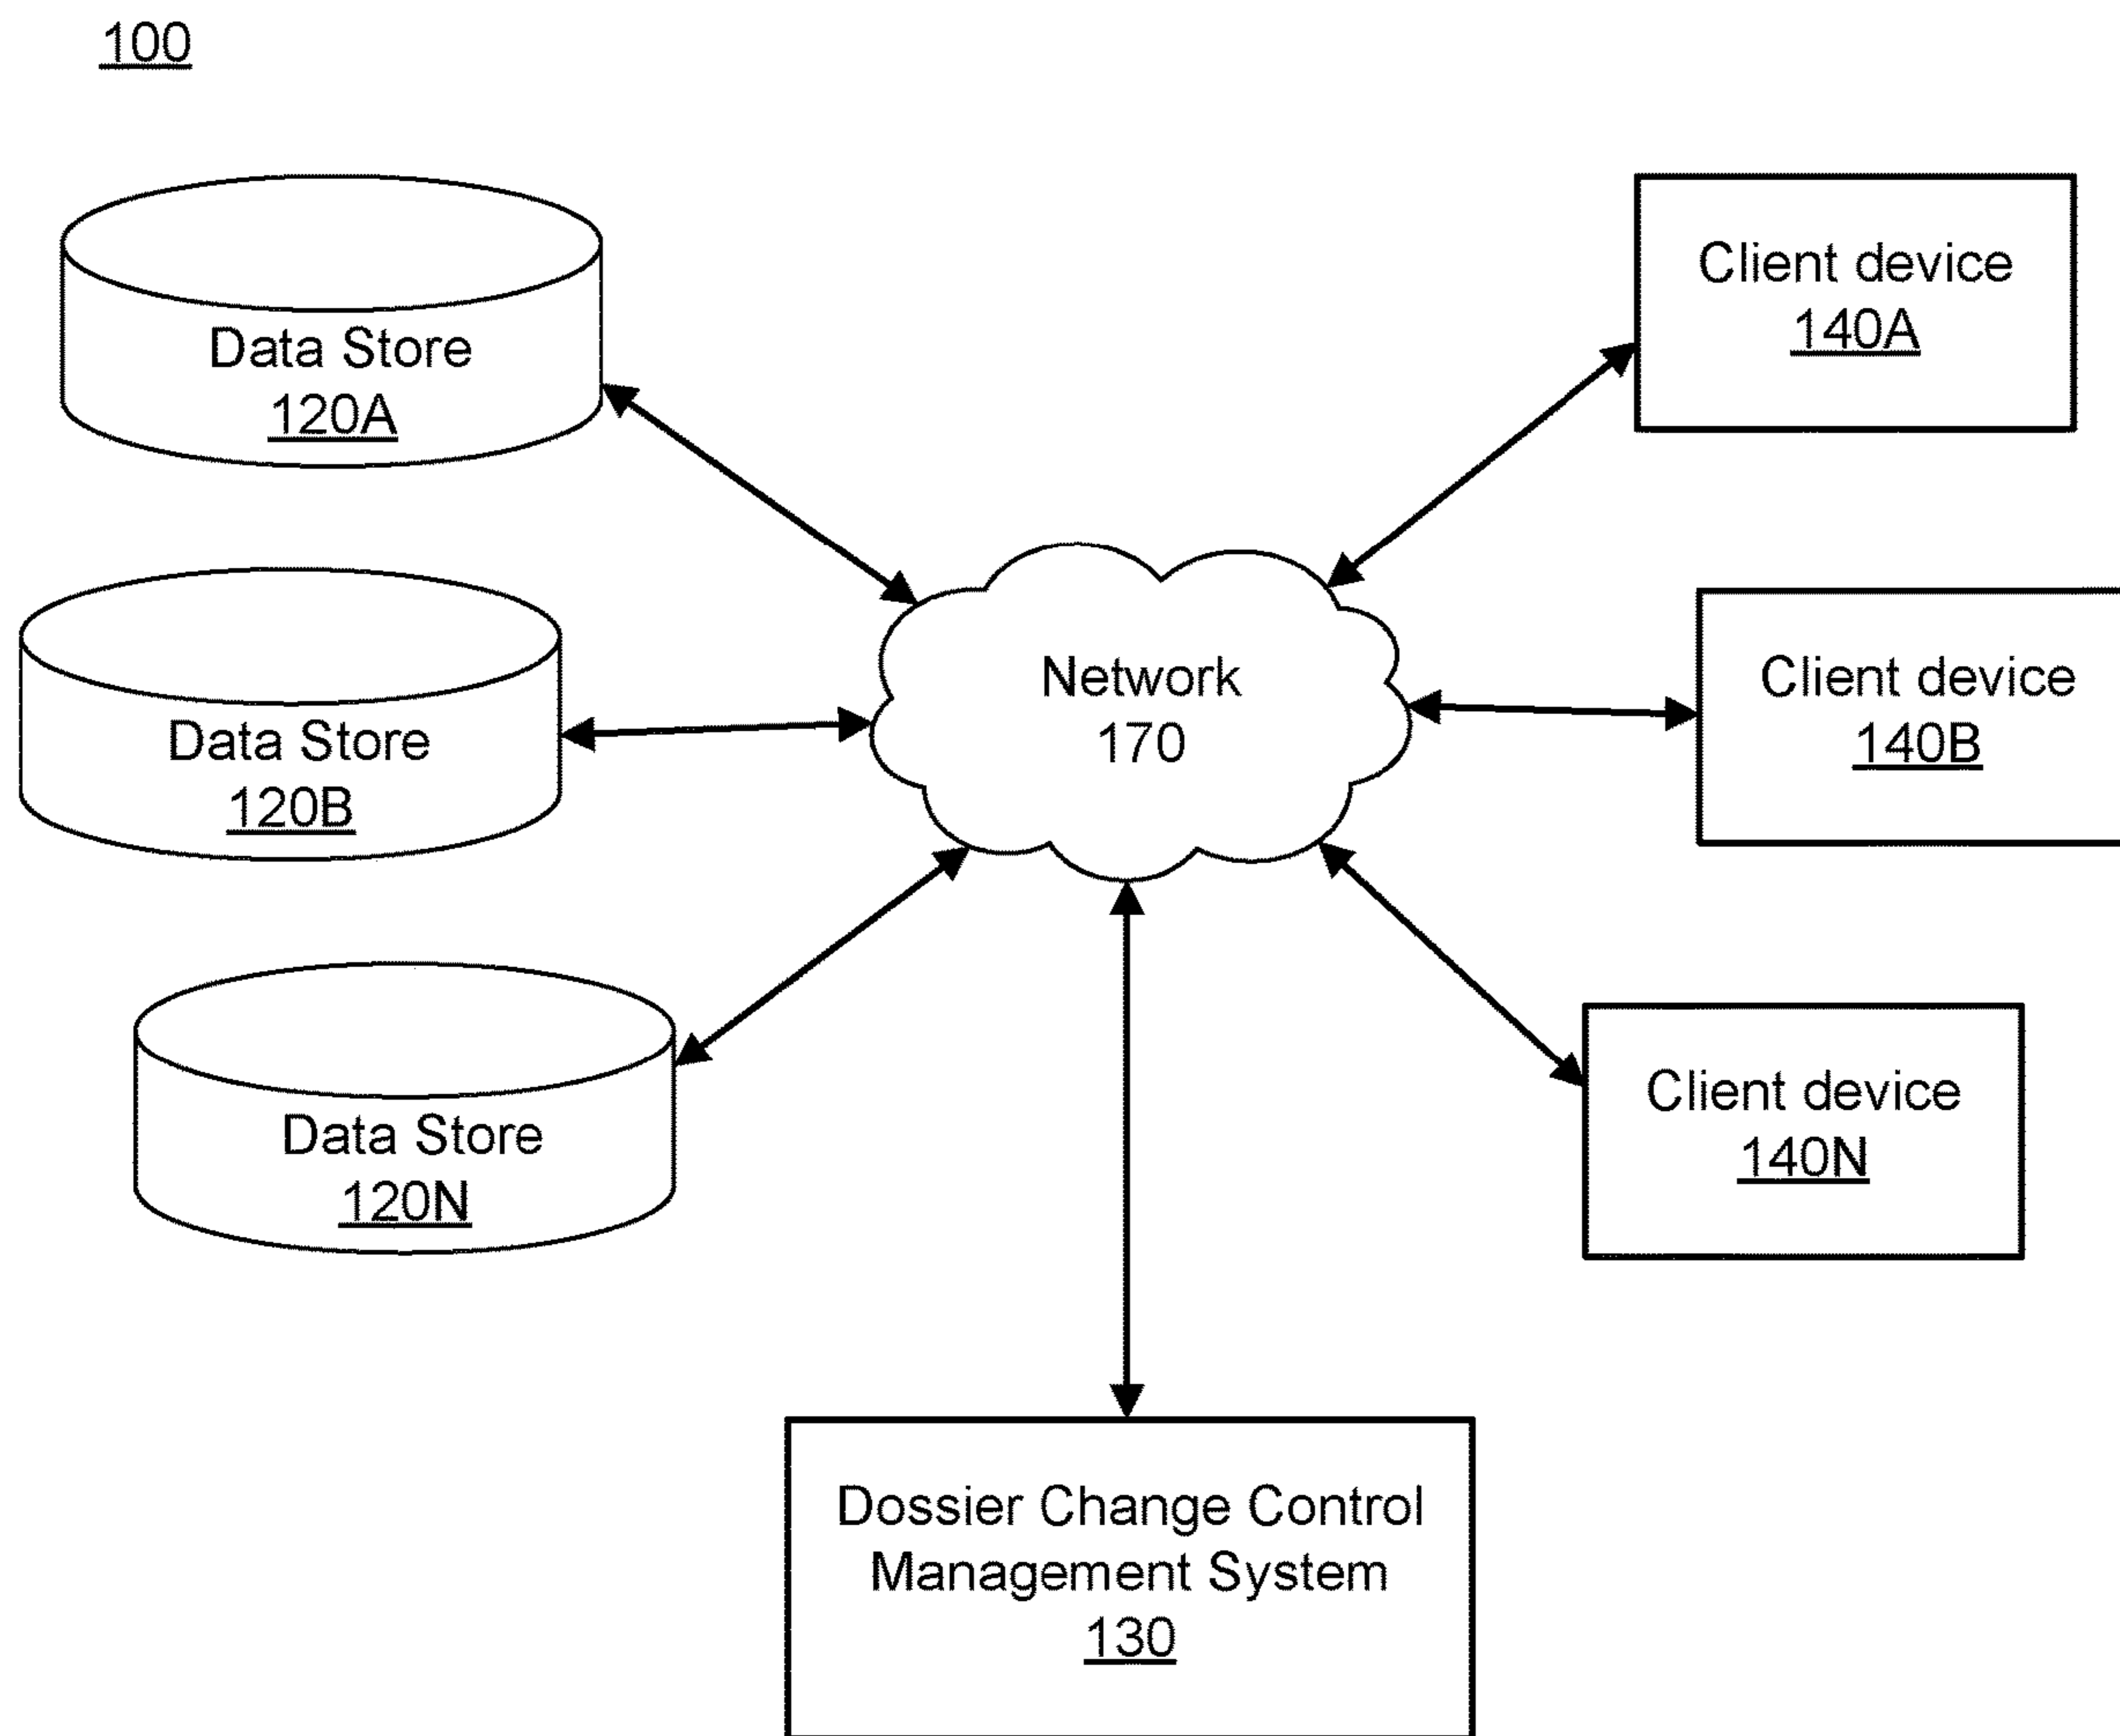 100
Data Store
120A
Client device
140A
Data Store
120B
Network
170
Client device
140B
Data Store
120N
Client device
140N
Dossier Change Control
Management System
130